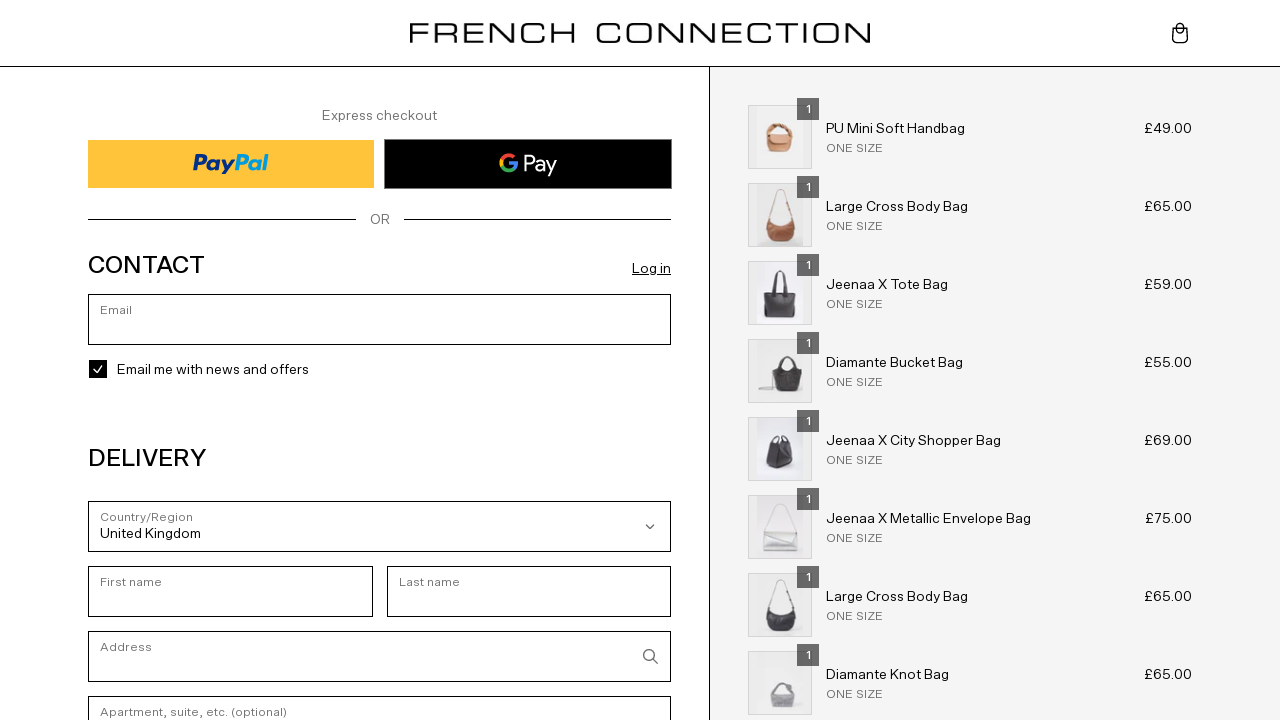 FRENCH CONNECTION
Express checkout
PayPal
G Pay
OR
CONTACT
Log in
Email
Email me with news and offers
DELIVERY
Country/Region
United Kingdom
First name
Last name
Address
Apartment, suite, etc. (optional)
1
PU Mini Soft Handbag
£49.00
ONE SIZE
1
Large Cross Body Bag
£65.00
ONE SIZE
1
Jeenaa X Tote Bag
£59.00
ONE SIZE
1
Diamante Bucket Bag
£55.00
ONE SIZE
1
Jeenaa X City Shopper Bag
£69.00
ONE SIZE
1
Jeenaa X Metallic Envelope Bag
£75.00
ONE SIZE
1
Large Cross Body Bag
£65.00
ONE SIZE
1
Diamante Knot Bag
£65.00
ONE SIZE